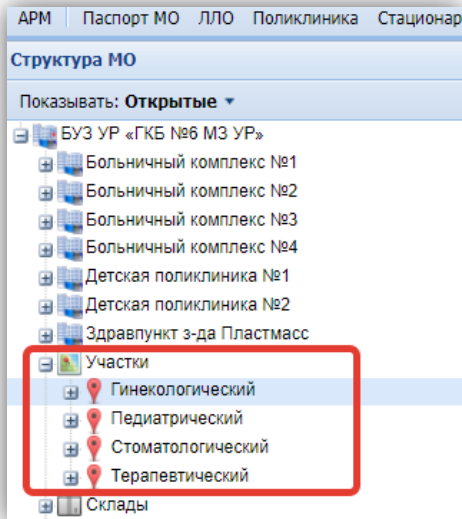 АРМ Паспорт МО ЛЛО Поликлиника Стационар
Структура МО
Показывать: Открытые
БУЗ УР «ГКБ №6 МЗ УР»
Больничный комплекс №1
Больничный комплекс №2
Больничный комплекс №3
Больничный комплекс №4
Детская поликлиника №1
Детская поликлиника №2
Здравпункт з-да Пластмасс
Участки
Гинекологический
Педиатрический
Стоматологический
Терапевтический
Склады